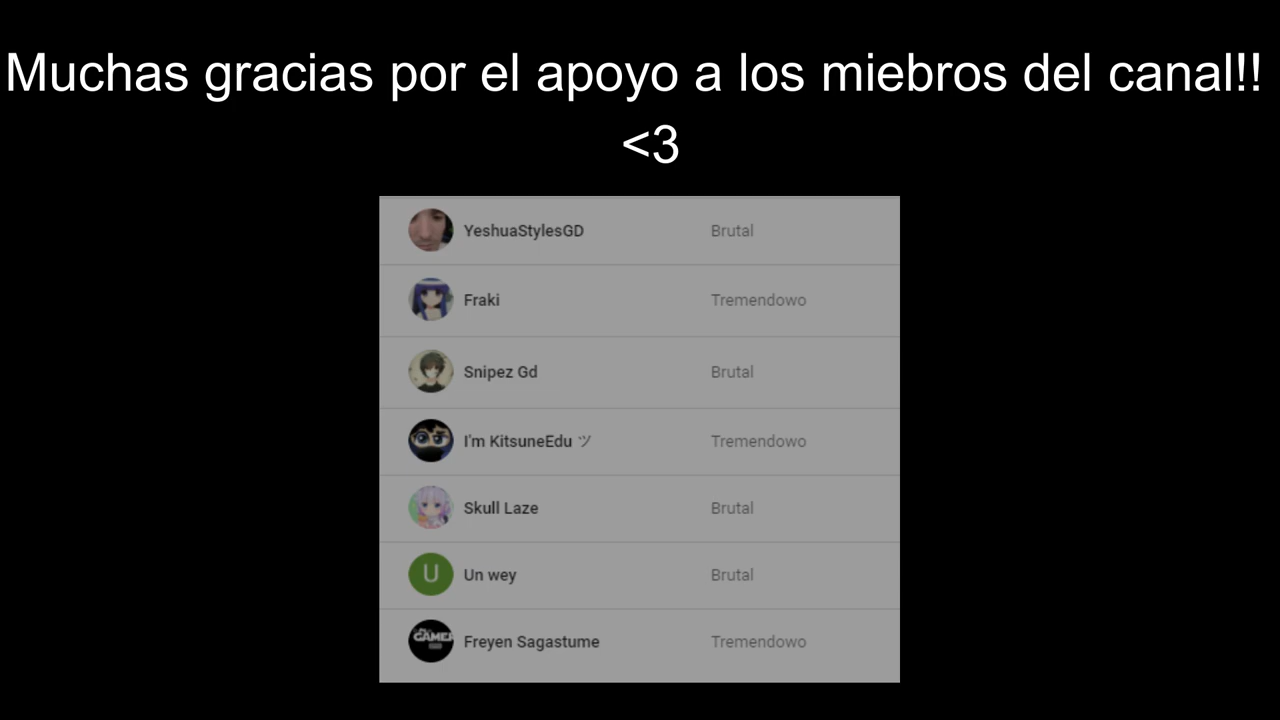 Muchas gracias por el apoyo a los miebros del canal!!
<3
YeshuaStylesGD Brutal
Fraki Tremendowo
Snipez Gd Brutal
I'm KitsuneEdu ツ Tremendowo
Skull Laze Brutal
U Un wey Brutal
GAMER Freyen Sagastume Tremendowo